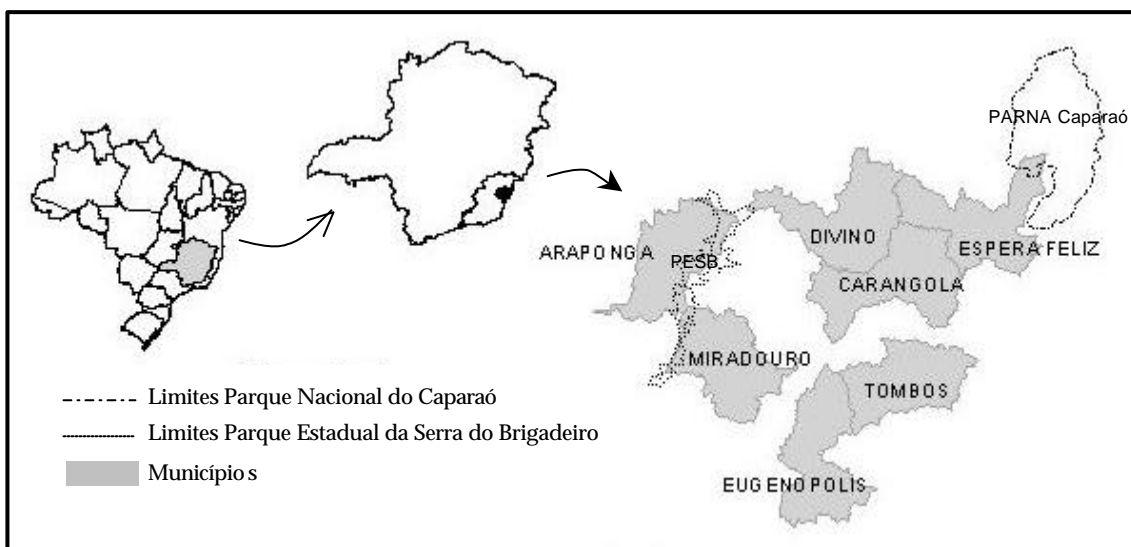 PARNA Caparaó
ARAPONGA
PESB
DIVINO
ESPERA FELIZ
CARANGOLA
MIRADOURO
TOMBOS
EUGENOPOLIS
Limites Parque Nacional do Caparaó
Limites Parque Estadual da Serra do Brigadeiro
Municípios